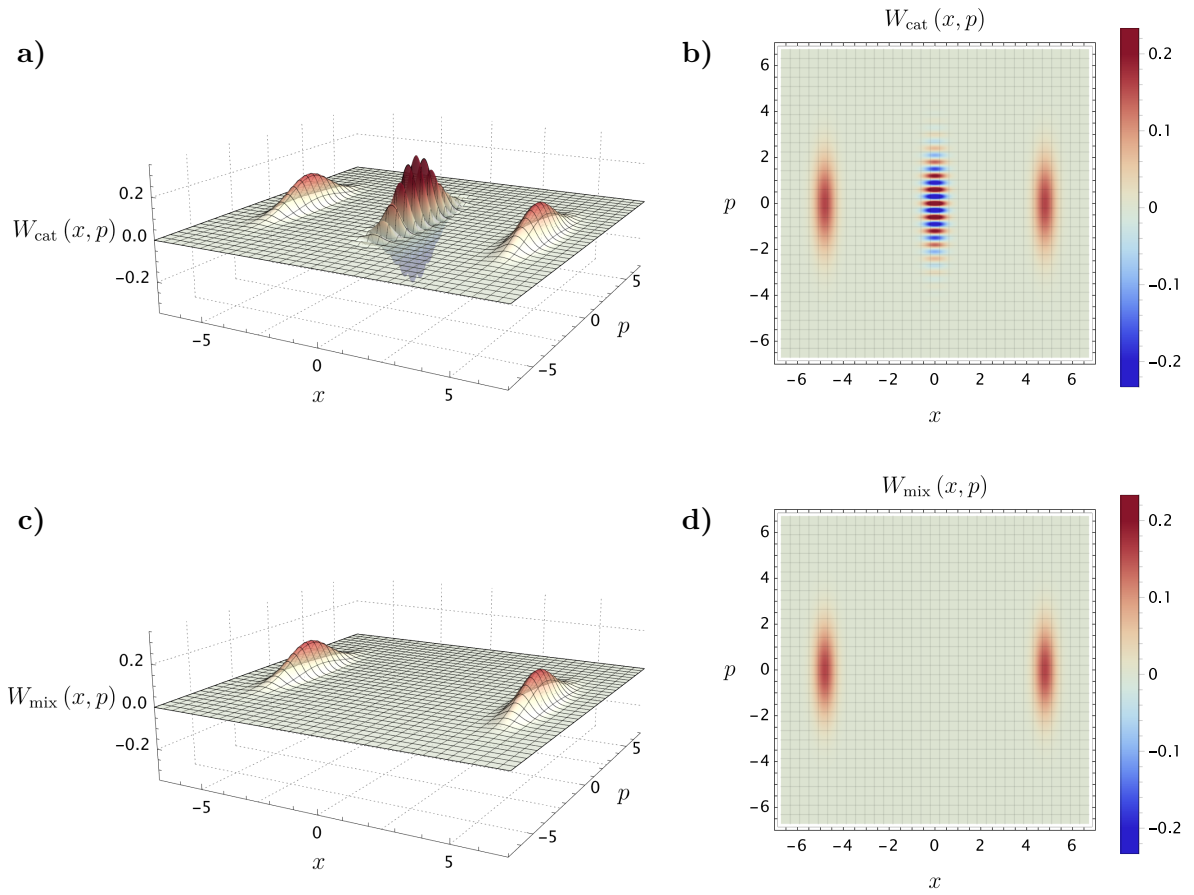 a)
0.2
W_cat (x, p) 0.0
−0.2
−5
0
5
x
−5
0
5
p
b)
W_cat (x, p)
6
4
2
p 0
−2
−4
−6
−6 −4 −2 0 2 4 6
x
0.2
0.1
0
−0.1
−0.2
c)
0.2
W_mix (x, p) 0.0
−0.2
−5
0
5
x
−5
0
5
p
d)
W_mix (x, p)
6
4
2
p 0
−2
−4
−6
−6 −4 −2 0 2 4 6
x
0.2
0.1
0
−0.1
−0.2